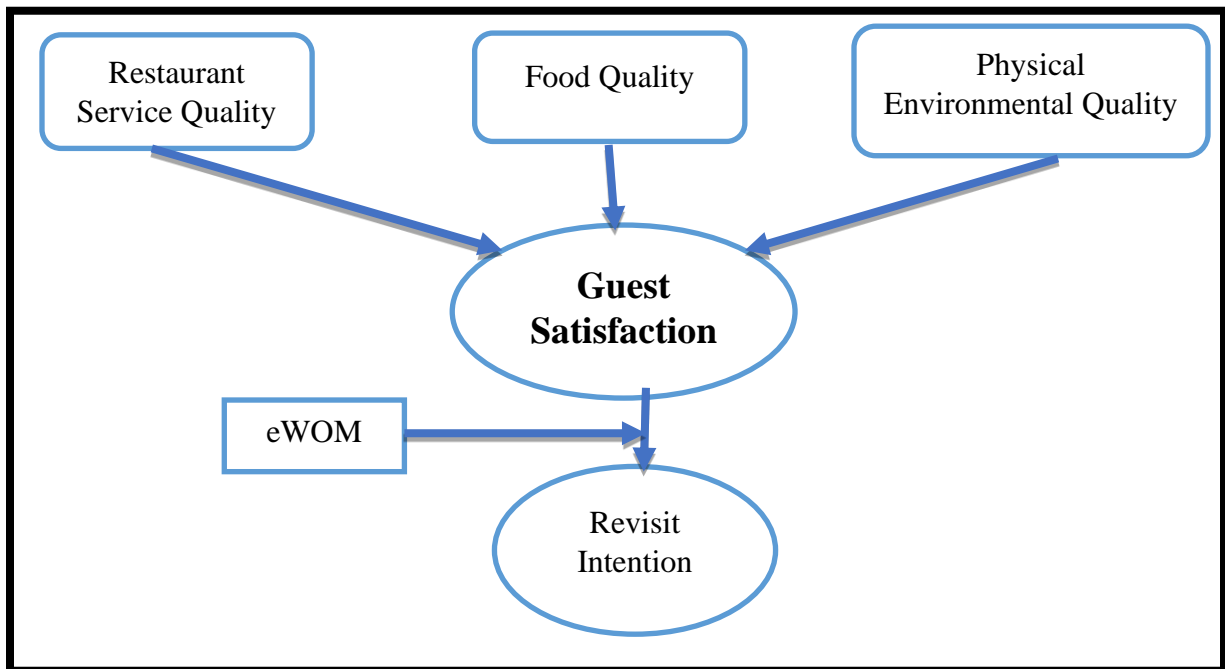 Restaurant
Service Quality
Food Quality
Physical
Environmental Quality
Guest
Satisfaction
eWOM
Revisit
Intention